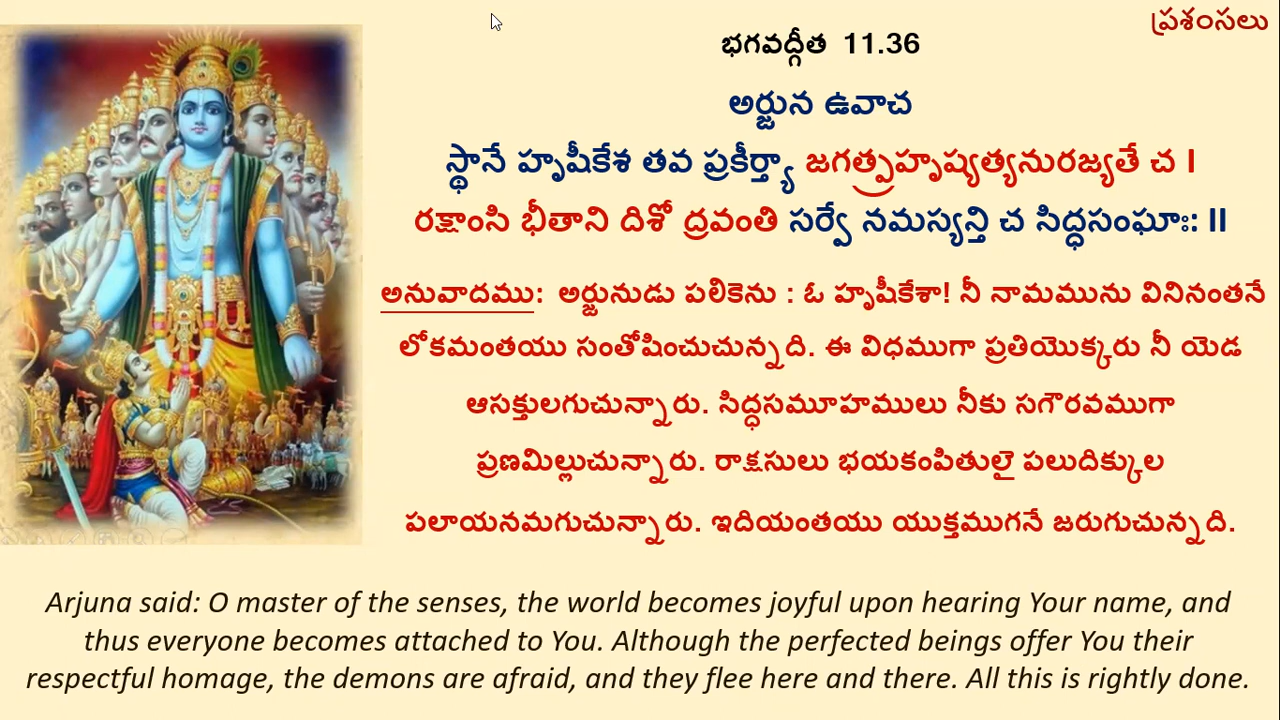 ప్రశంసలు
భగవద్గీత 11.36
అర్జున ఉవాచ
స్థానే హృషీకేశ తవ ప్రకీర్త్యా జగత్ప్రహృష్యత్యనురజ్యతే చ I
రక్షాంసి భీతాని దిశో ద్రవంతి సర్వే నమస్యన్తి చ సిద్ధసంఘాః: II
అనువాదము: అర్జునుడు పలికెను : ఓ హృషీకేశా! నీ నామమును వినినంతనే
లోకమంతయు సంతోషించుచున్నది. ఈ విధముగా ప్రతియొక్కరు నీ యెడ
ఆసక్తులగుచున్నారు. సిద్ధసమూహములు నీకు సగౌరవముగా
ప్రణమిల్లుచున్నారు. రాక్షసులు భయకంపితులై పలుదిక్కుల
పలాయనమగుచున్నారు. ఇదియంతయు యుక్తముగనే జరుగుచున్నది.
Arjuna said: O master of the senses, the world becomes joyful upon hearing Your name, and
thus everyone becomes attached to You. Although the perfected beings offer You their
respectful homage, the demons are afraid, and they flee here and there. All this is rightly done.